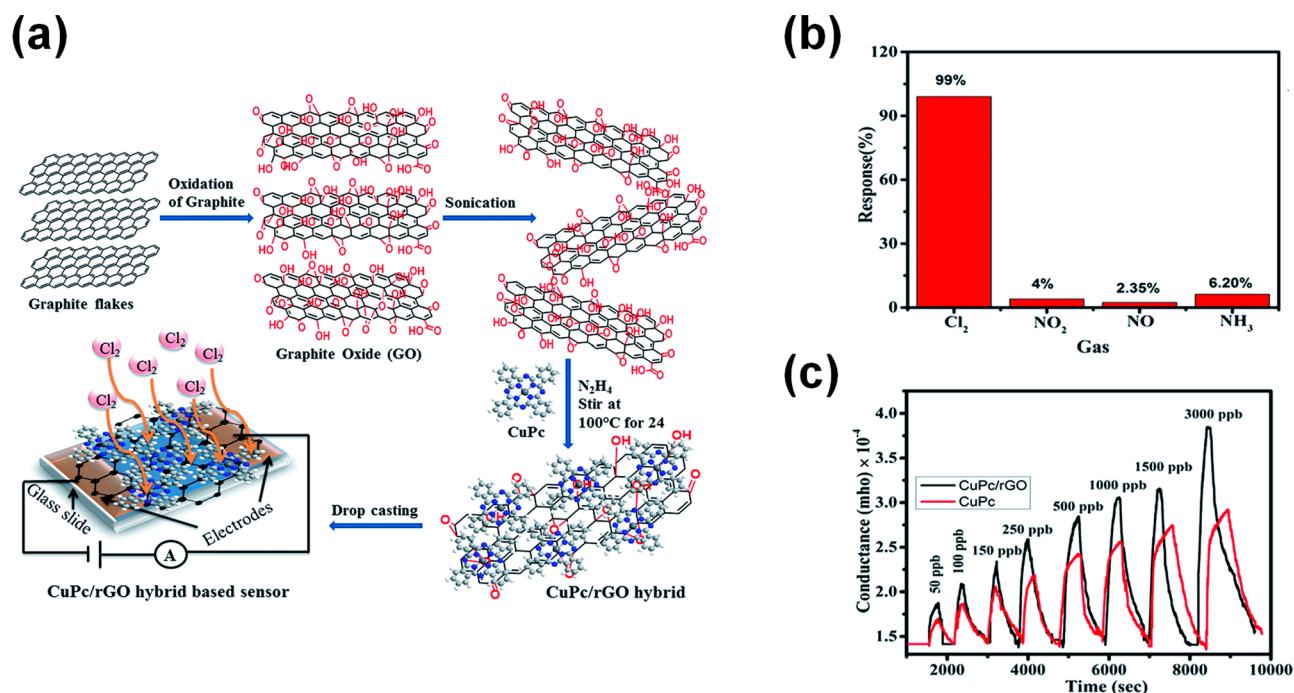 (a)
Graphite flakes
Oxidation
of Graphite
Graphite Oxide (GO)
Sonication
CuPc
N₂H₄
Stir at
100°C for 24
CuPc/rGO hybrid
Drop casting
Cl₂
Cl₂
Cl₂
Cl₂
Cl₂
Cl₂
Glass slide
Electrodes
A
CuPc/rGO hybrid based sensor
(b)
Response(%)
120
90
60
30
0
99%
4%
2.35%
6.20%
Cl₂
NO₂
NO
NH₃
Gas
(c)
Conductance (mho) × 10⁻⁴
4.0
3.5
3.0
2.5
2.0
1.5
CuPc/rGO
CuPc
50 ppb
100 ppb
150 ppb
250 ppb
500 ppb
1000 ppb
1500 ppb
3000 ppb
2000
4000
6000
8000
10000
Time (sec)